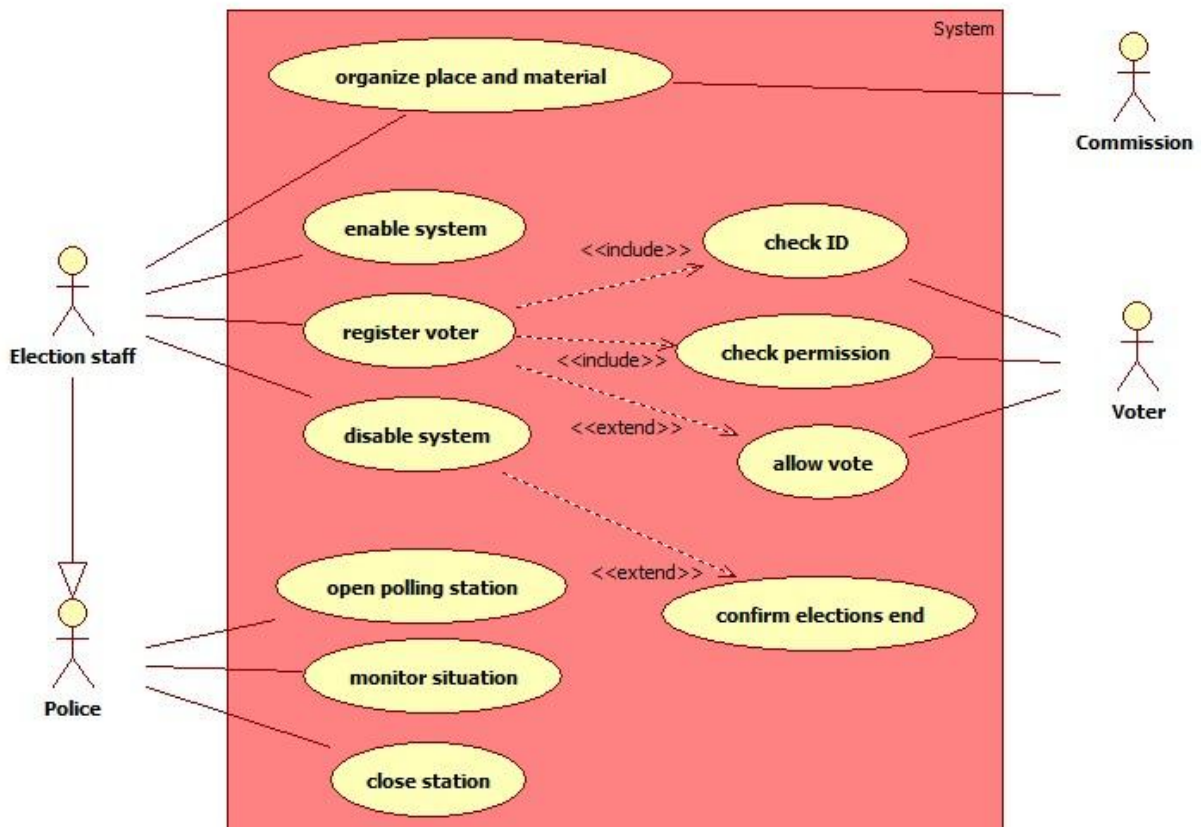 System
organize place and material
Commission
enable system
check ID
<<include>>
register voter
check permission
<<include>>
Election staff
Voter
disable system
<<extend>>
allow vote
open polling station
<<extend>>
confirm elections end
monitor situation
Police
close station